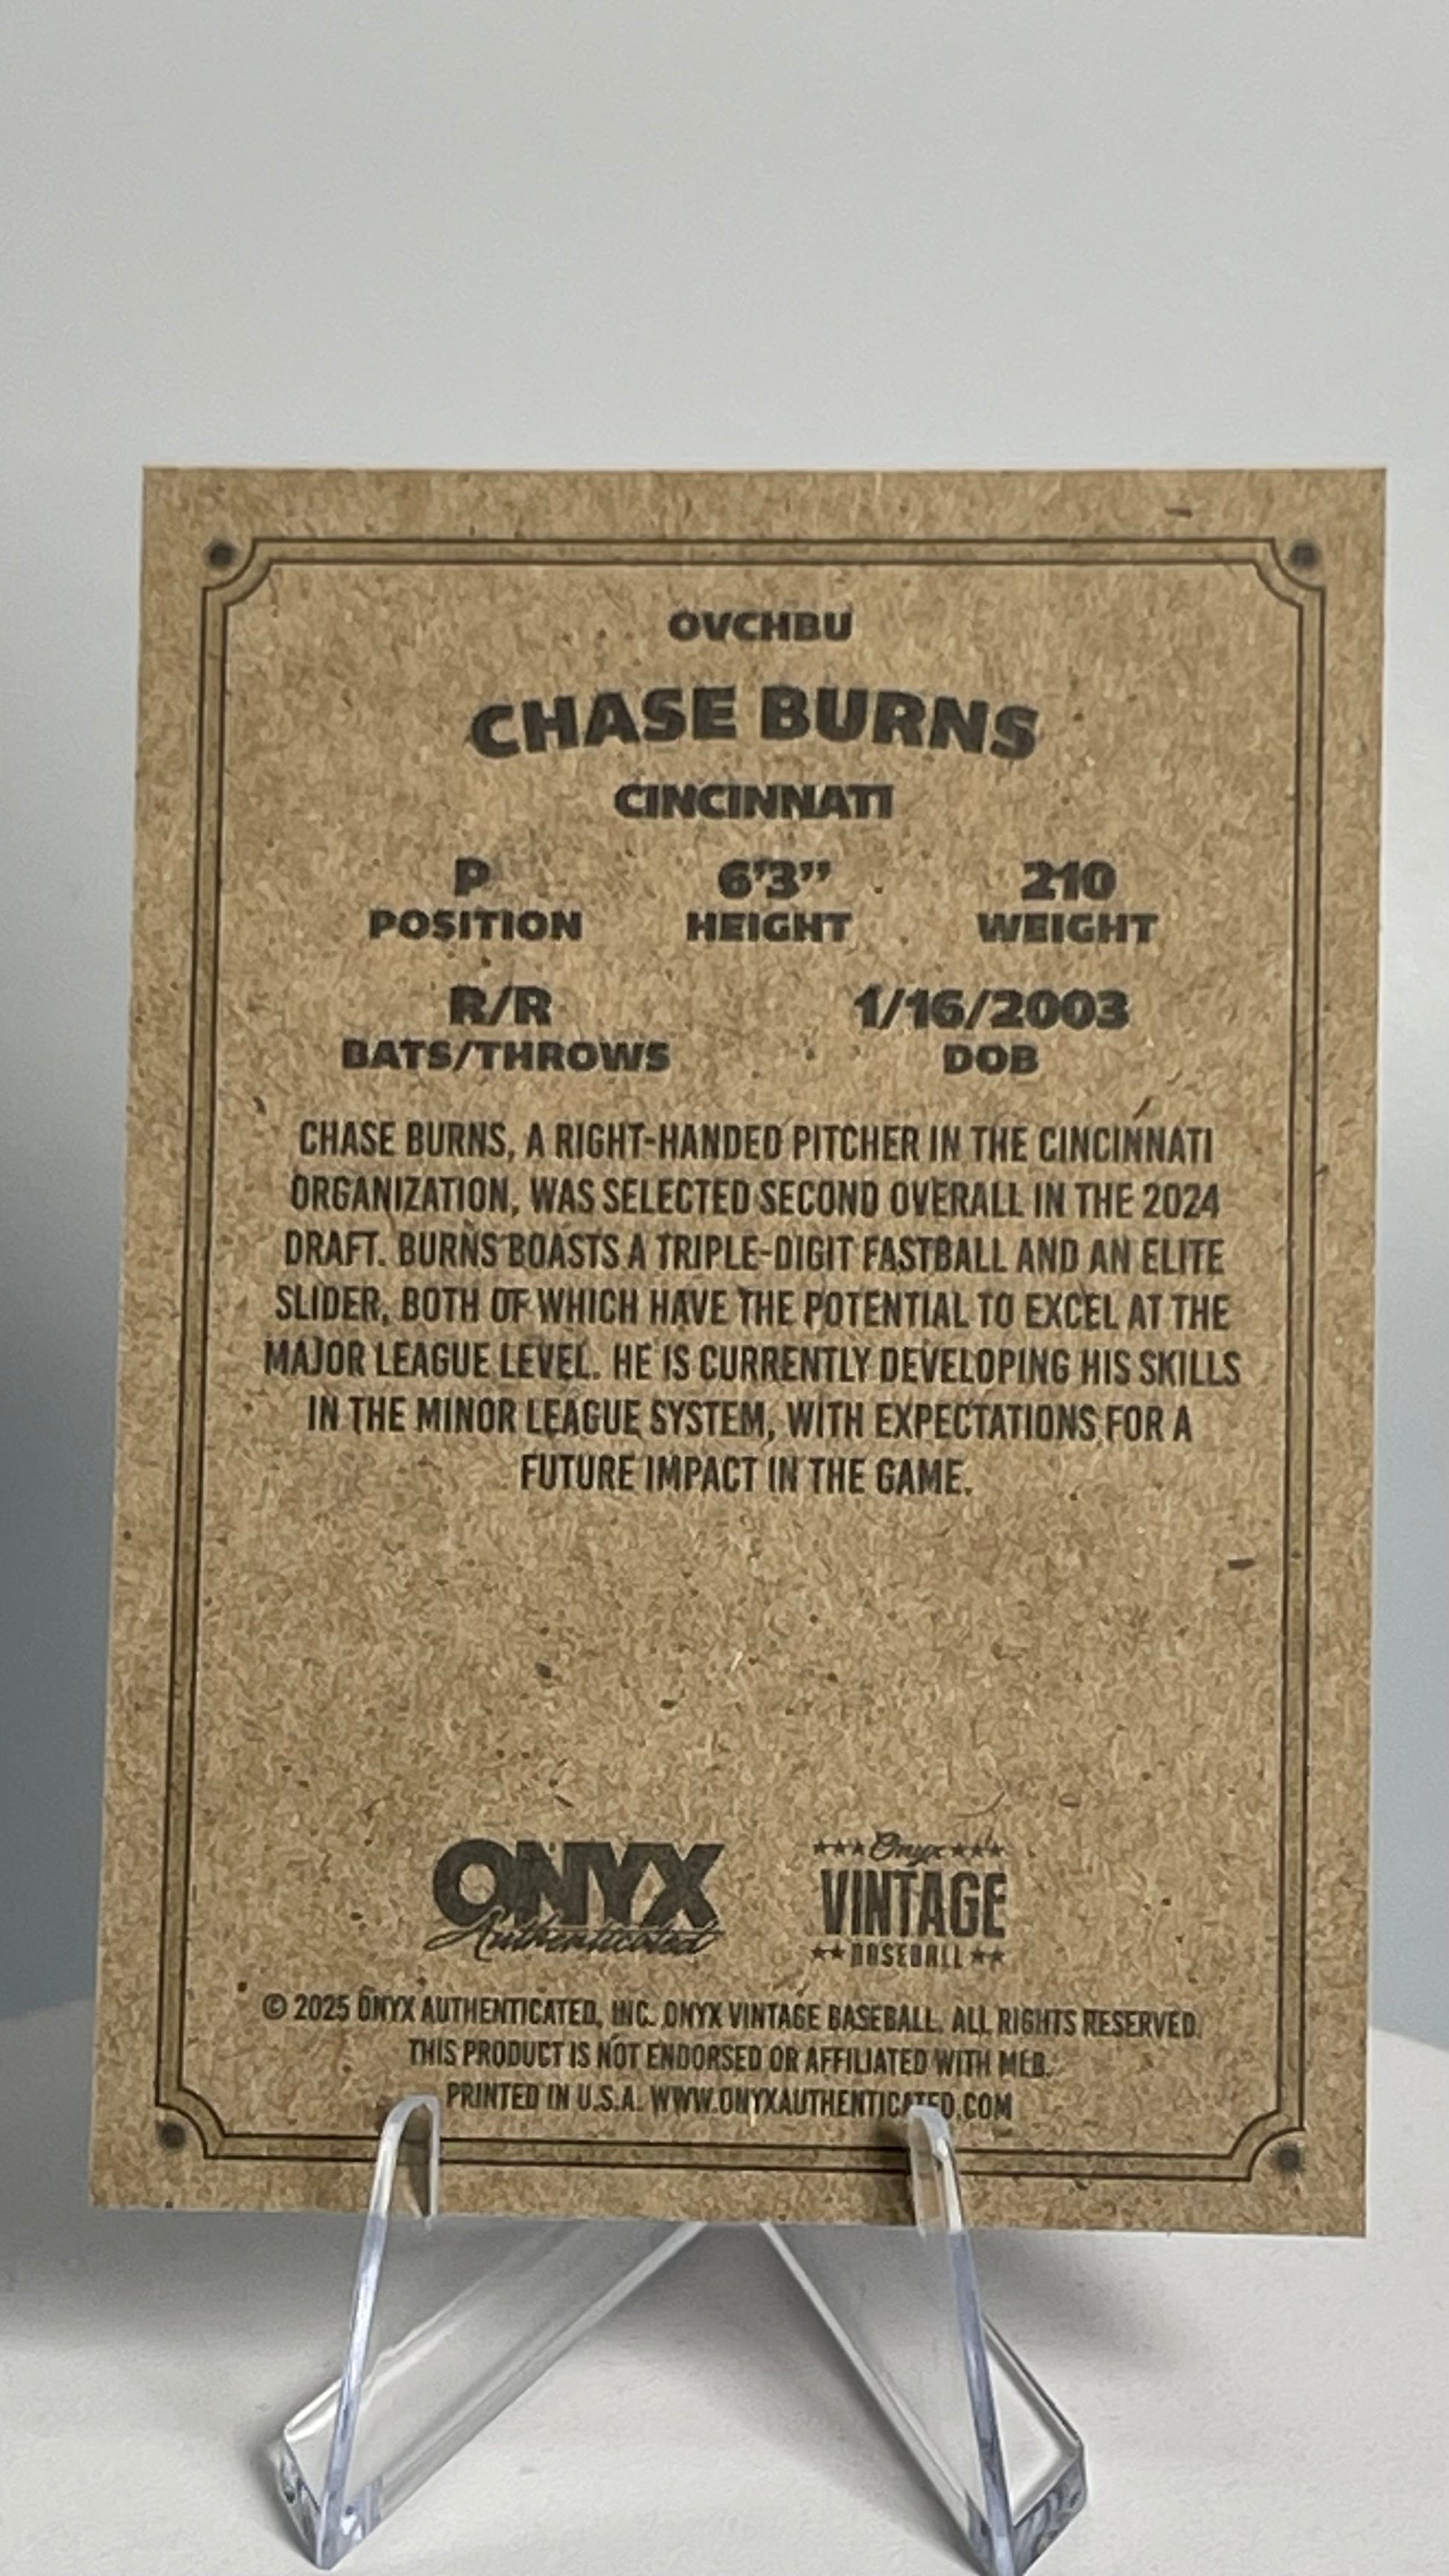 OVCHBU
CHASE BURNS
CINCINNATI
P 6'3" 210
POSITION HEIGHT WEIGHT
R/R 1/16/2003
BATS/THROWS DOB
CHASE BURNS, A RIGHT-HANDED PITCHER IN THE CINCINNATI
ORGANIZATION, WAS SELECTED SECOND OVERALL IN THE 2024
DRAFT. BURNS BOASTS A TRIPLE-DIGIT FASTBALL AND AN ELITE
SLIDER, BOTH OF WHICH HAVE THE POTENTIAL TO EXCEL AT THE
MAJOR LEAGUE LEVEL. HE IS CURRENTLY DEVELOPING HIS SKILLS
IN THE MINOR LEAGUE SYSTEM, WITH EXPECTATIONS FOR A
FUTURE IMPACT IN THE GAME.
ONYX
Authenticated
Onyx
VINTAGE
BASEBALL
© 2025 ONYX AUTHENTICATED, INC. ONYX VINTAGE BASEBALL. ALL RIGHTS RESERVED.
THIS PRODUCT IS NOT ENDORSED OR AFFILIATED WITH MLB.
PRINTED IN U.S.A. WWW.ONYXAUTHENTICATED.COM